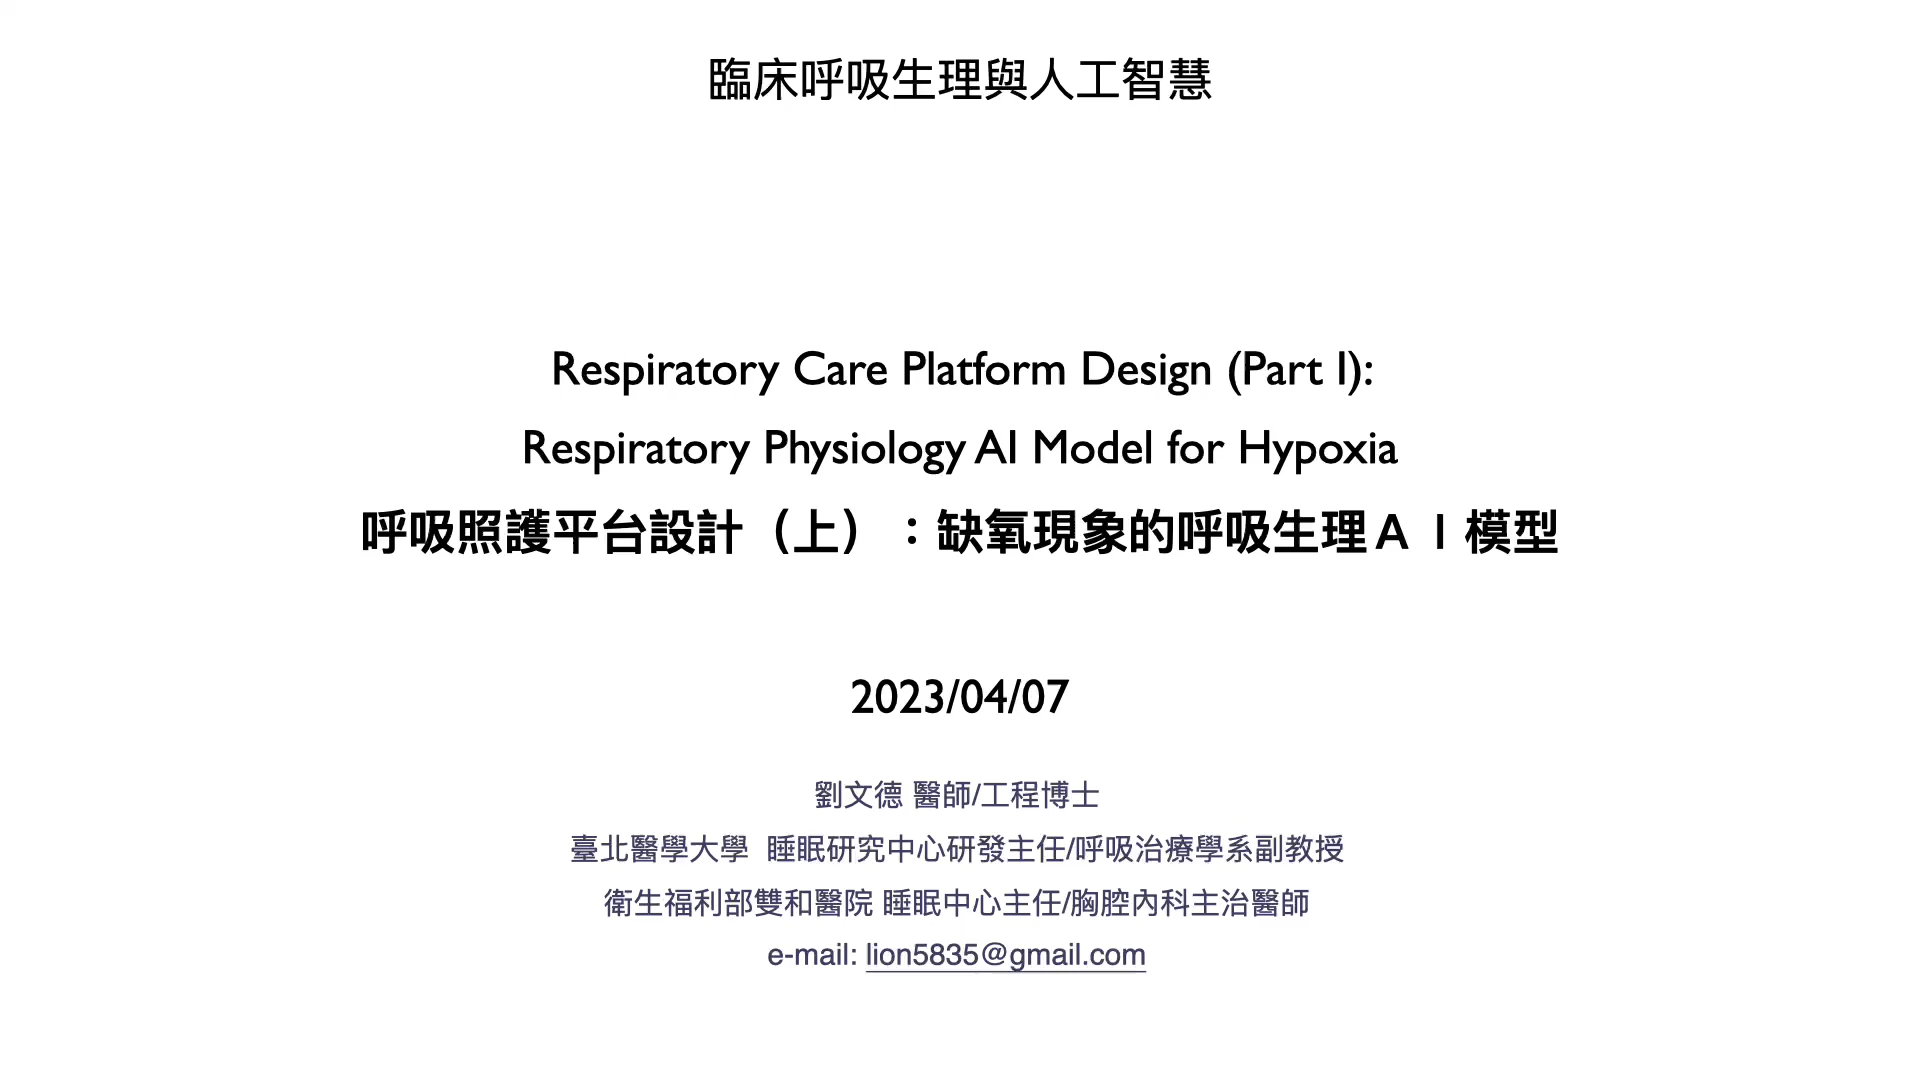 臨床呼吸生理與人工智慧
Respiratory Care Platform Design (Part I):
Respiratory Physiology AI Model for Hypoxia
呼吸照護平台設計（上）：缺氧現象的呼吸生理ＡＩ模型
2023/04/07
劉文德 醫師/工程博士
臺北醫學大學 睡眠研究中心研發主任/呼吸治療學系副教授
衛生福利部雙和醫院 睡眠中心主任/胸腔內科主治醫師
e-mail: lion5835@gmail.com